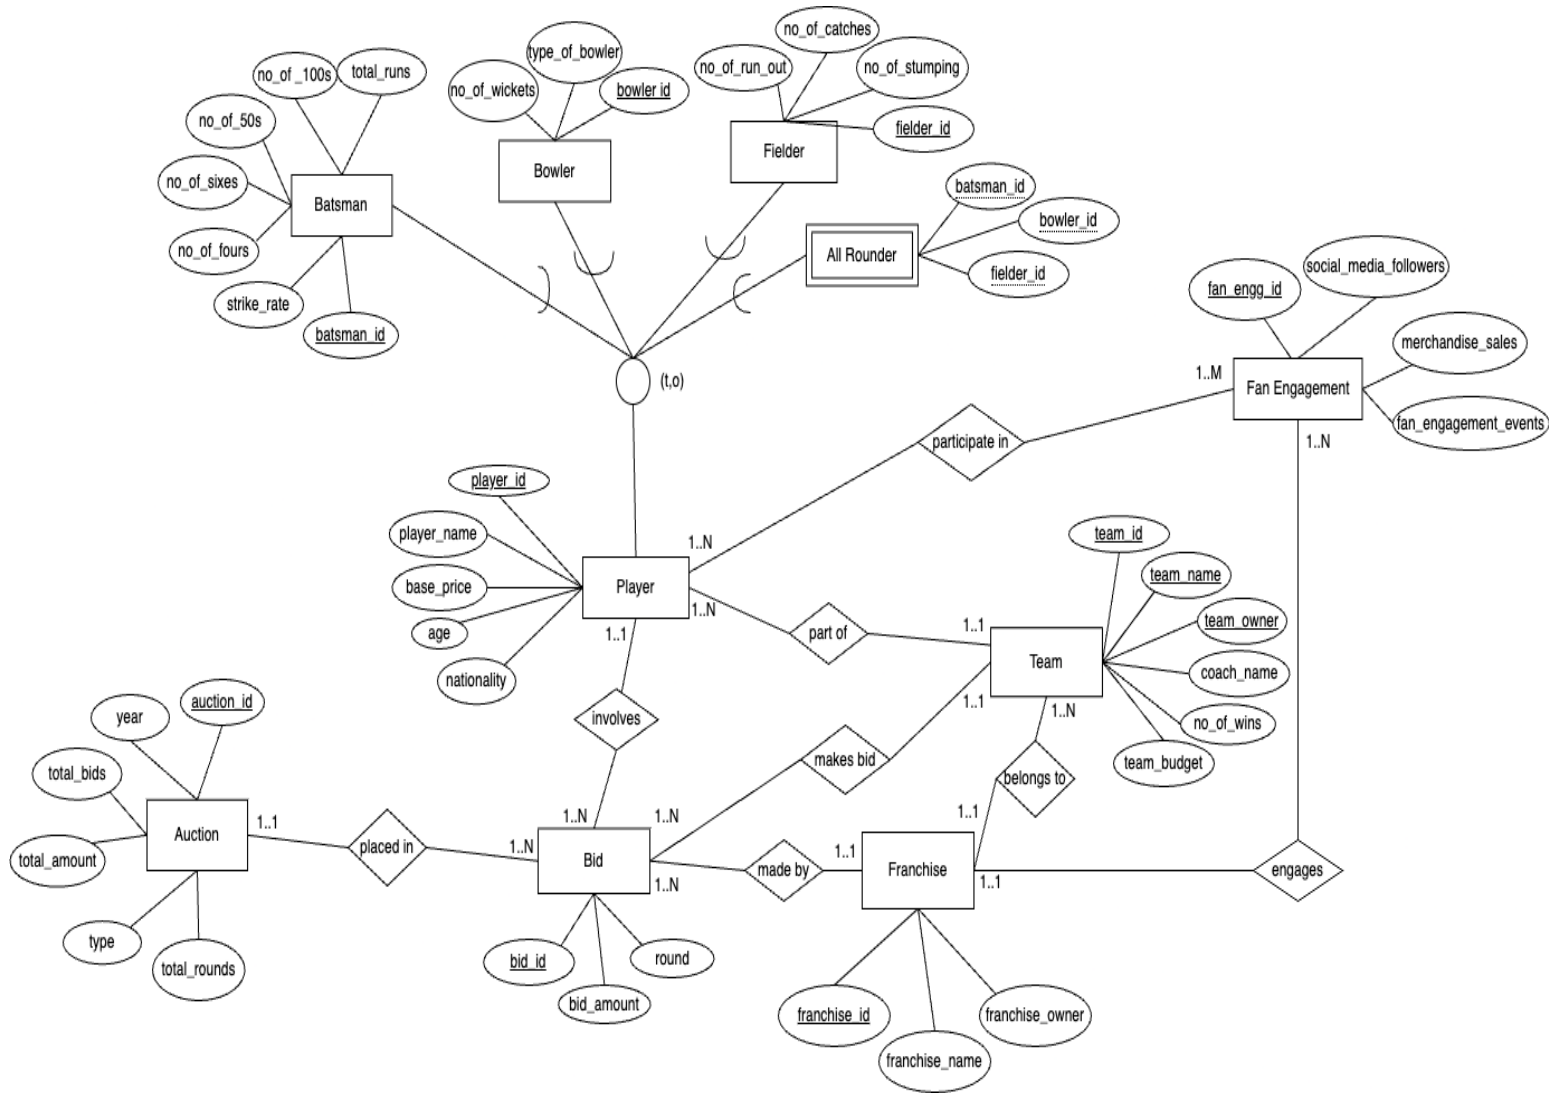 no_of_catches
type_of_bowler
no_of _100s
total_runs
no_of_run_out
no_of_stumping
no_of_wickets
bowler id
no_of_50s
fielder_id
Fielder
Bowler
no_of_sixes
batsman_id
Batsman
bowler_id
no_of_fours
All Rounder
fielder_id
social_media_followers
fan_engg_id
strike_rate
batsman_id
merchandise_sales
(t,o)
1..M
Fan Engagement
fan_engagement_events
participate in
1..N
player_id
player_name
1..N
team_id
team_name
base_price
Player
1..N
team_owner
age
1..1
part of
1..1
Team
coach_name
nationality
1..1
1..N
auction_id
year
involves
no_of_wins
makes bid
team_budget
total_bids
belongs to
1..N
1..N
1..1
1..1
Auction
placed in
1..N
1..1
total_amount
Bid
made by
Franchise
engages
1..N
1..1
type
bid_id
round
total_rounds
bid_amount
franchise_id
franchise_owner
franchise_name